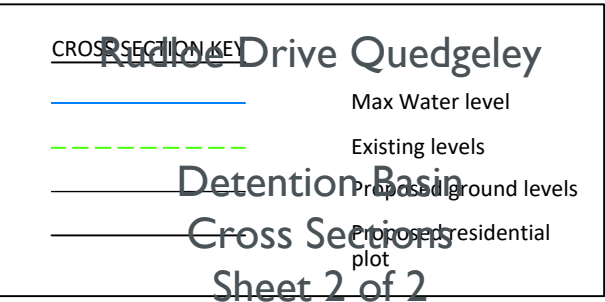 CROSS SECTION KEY
Rudloe Drive Quedgeley
Max Water level
Existing levels
Detention Basin
Proposed ground levels
Cross Sections
Proposed residential
plot
Sheet 2 of 2